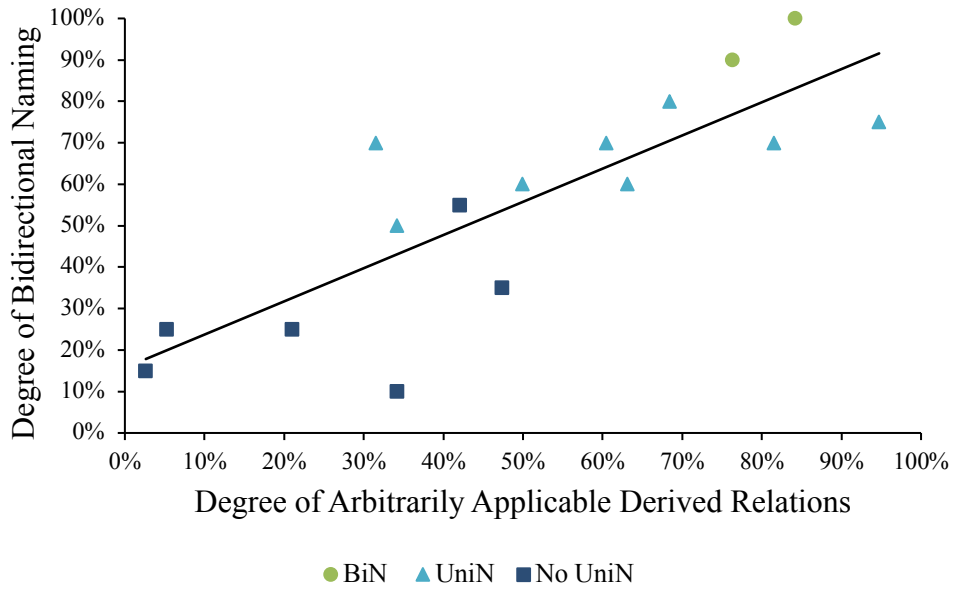 Degree of Bidirectional Naming
100%
90%
80%
70%
60%
50%
40%
30%
20%
10%
0%
0% 10% 20% 30% 40% 50% 60% 70% 80% 90% 100%
Degree of Arbitrarily Applicable Derived Relations
BiN UniN No UniN